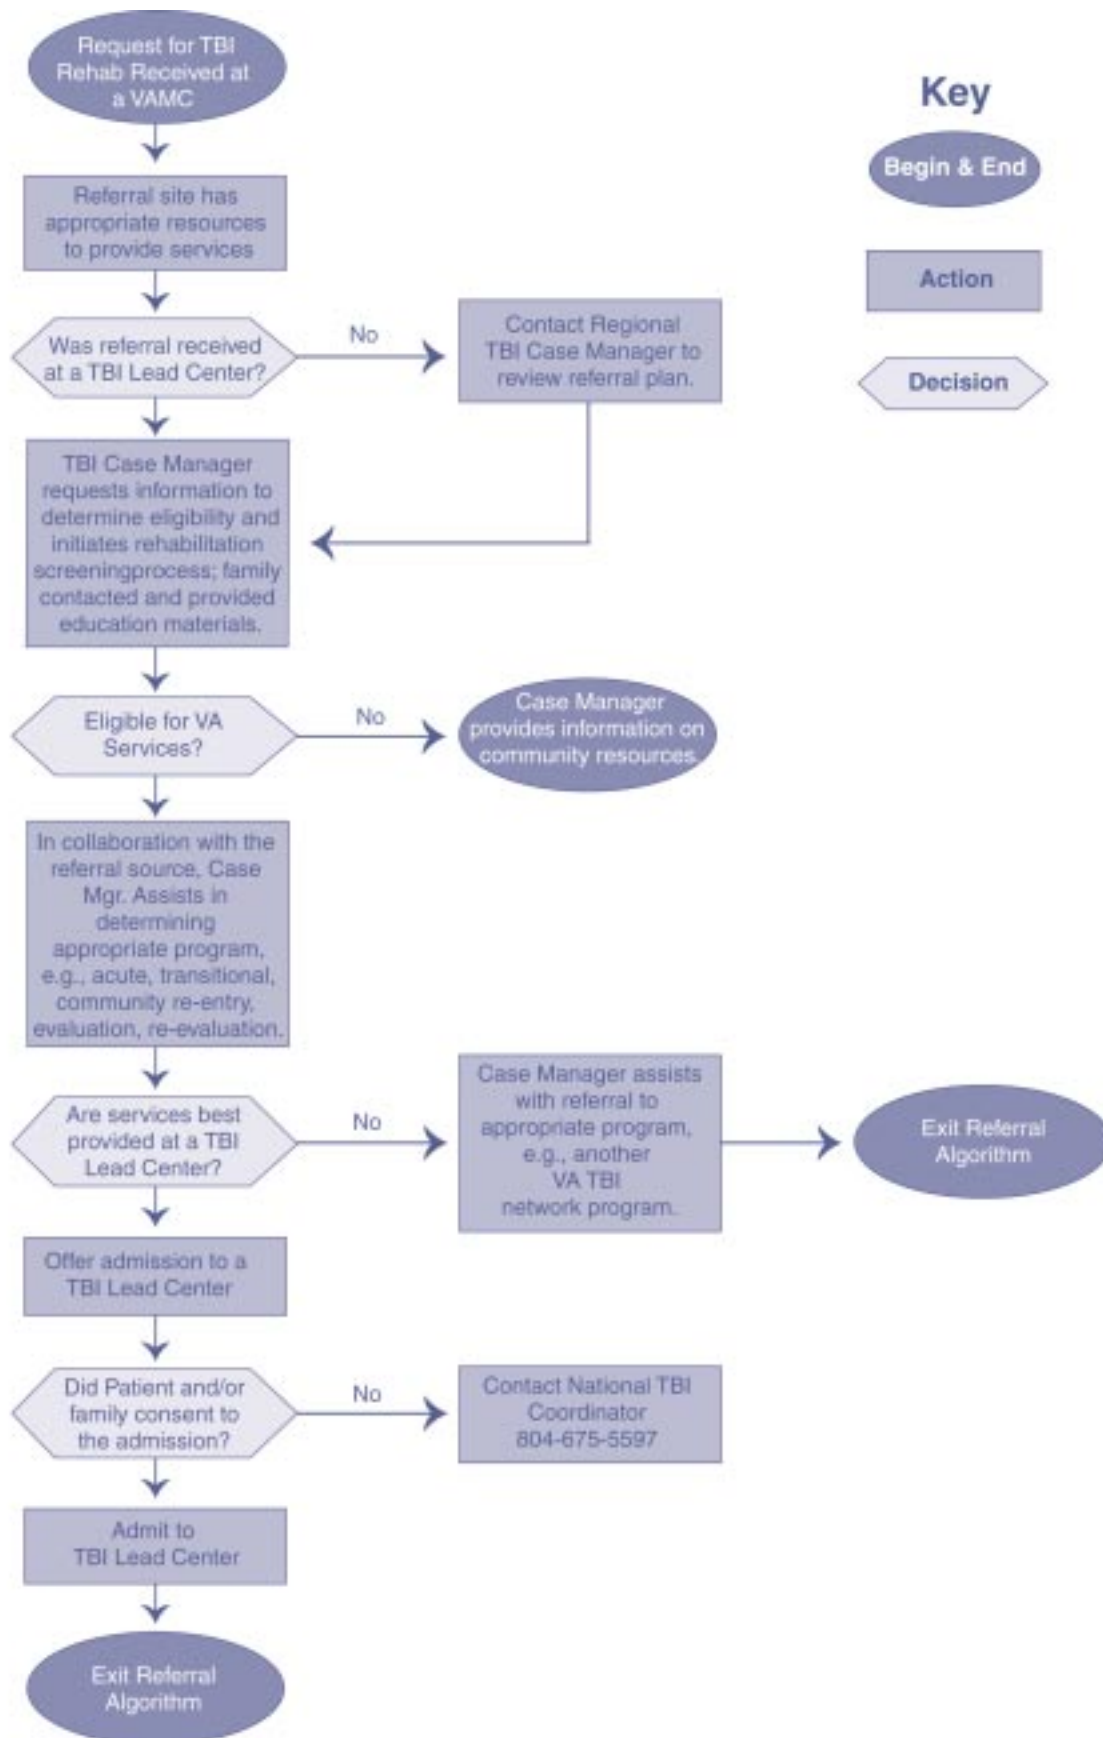 Request for TBI
Rehab Received at
a VAMC
Key
Begin & End
Action
Decision
Referral site has
appropriate resources
to provide services
Was referral received
at a TBI Lead Center?
No
Contact Regional
TBI Case Manager to
review referral plan.
TBI Case Manager
requests information to
determine eligibility and
initiates rehabilitation
screeningprocess; family
contacted and provided
education materials.
Eligible for VA
Services?
No
Case Manager
provides information on
community resources.
In collaboration with the
referral source, Case
Mgr. Assists in
determining
appropriate program,
e.g., acute, transitional,
community re-entry,
evaluation, re-evaluation.
Are services best
provided at a TBI
Lead Center?
No
Case Manager assists
with referral to
appropriate program,
e.g., another
VA TBI
network program.
Exit Referral
Algorithm
Offer admission to a
TBI Lead Center
Did Patient and/or
family consent to
the admission?
No
Contact National TBI
Coordinator
804-675-5597
Admit to
TBI Lead Center
Exit Referral
Algorithm